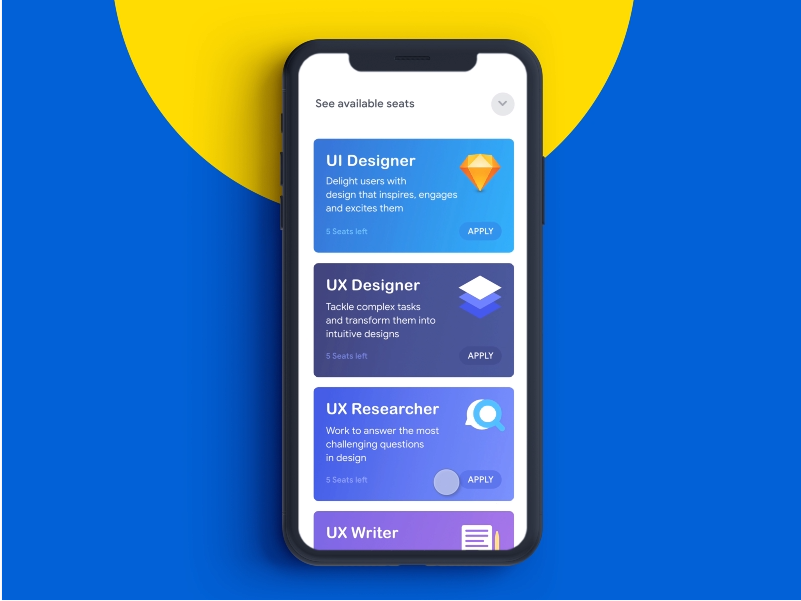 See available seats
UI Designer
Delight users with
design that inspires, engages
and excites them
5 Seats left
APPLY
UX Designer
Tackle complex tasks
and transform them into
intuitive designs
5 Seats left
APPLY
UX Researcher
Work to answer the most
challenging questions
in design
5 Seats left
APPLY
UX Writer